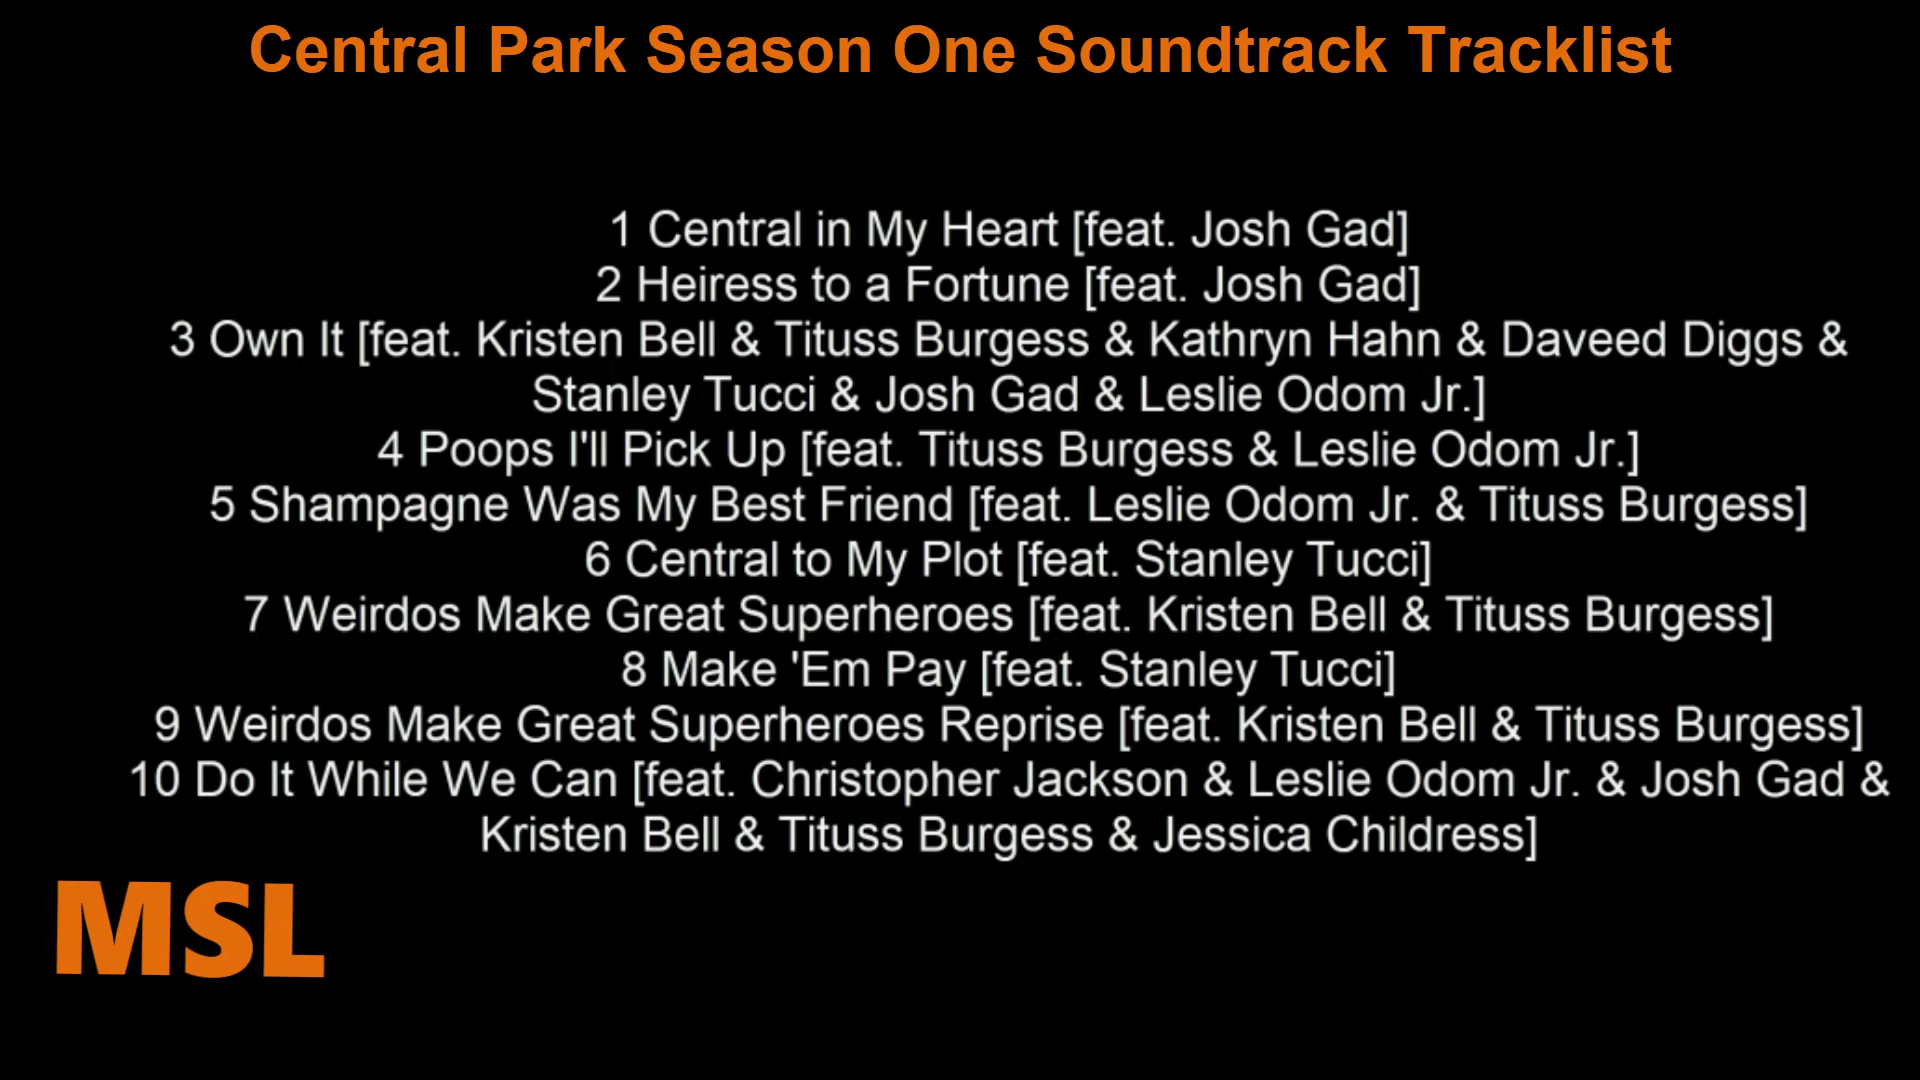 Central Park Season One Soundtrack Tracklist
1 Central in My Heart [feat. Josh Gad]
2 Heiress to a Fortune [feat. Josh Gad]
3 Own It [feat. Kristen Bell & Tituss Burgess & Kathryn Hahn & Daveed Diggs &
Stanley Tucci & Josh Gad & Leslie Odom Jr.]
4 Poops I'll Pick Up [feat. Tituss Burgess & Leslie Odom Jr.]
5 Shampagne Was My Best Friend [feat. Leslie Odom Jr. & Tituss Burgess]
6 Central to My Plot [feat. Stanley Tucci]
7 Weirdos Make Great Superheroes [feat. Kristen Bell & Tituss Burgess]
8 Make 'Em Pay [feat. Stanley Tucci]
9 Weirdos Make Great Superheroes Reprise [feat. Kristen Bell & Tituss Burgess]
10 Do It While We Can [feat. Christopher Jackson & Leslie Odom Jr. & Josh Gad &
Kristen Bell & Tituss Burgess & Jessica Childress]
MSL